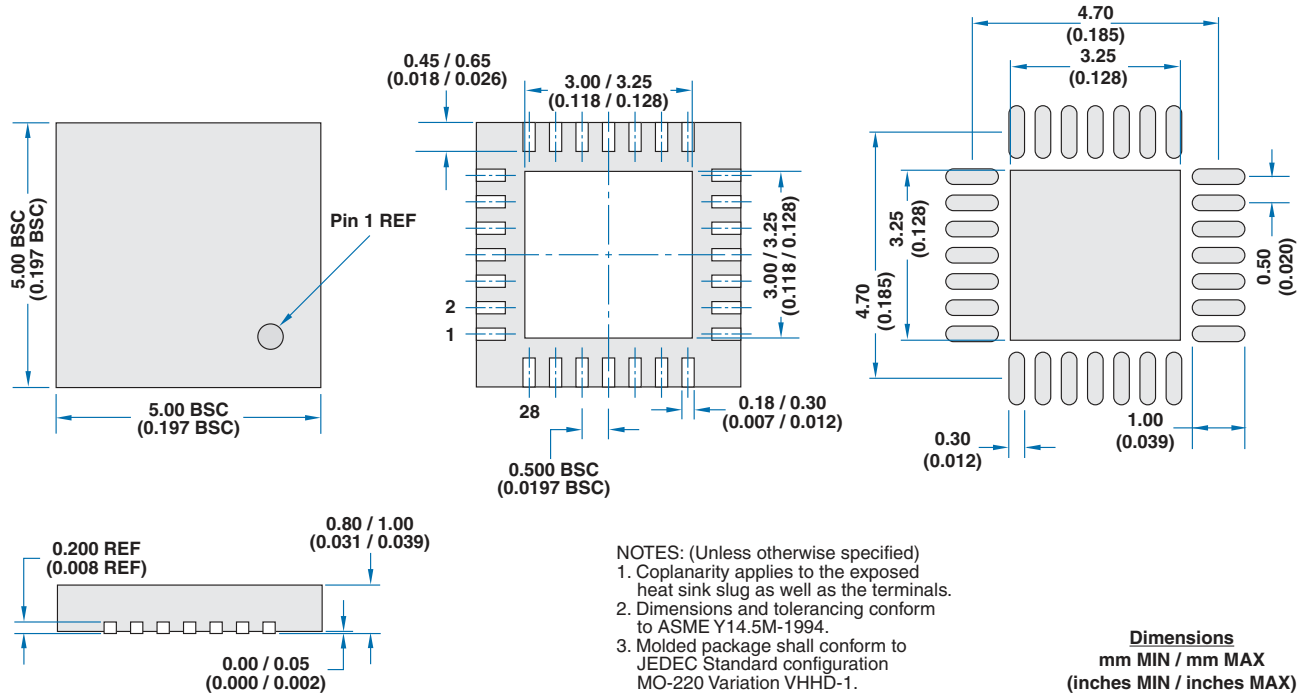 5.00 BSC
(0.197 BSC)
Pin 1 REF
5.00 BSC
(0.197 BSC)
0.45 / 0.65
(0.018 / 0.026)
3.00 / 3.25
(0.118 / 0.128)
3.00 / 3.25
(0.118 / 0.128)
2
1
28
0.18 / 0.30
(0.007 / 0.012)
0.500 BSC
(0.0197 BSC)
4.70
(0.185)
3.25
(0.128)
4.70
(0.185)
3.25
(0.128)
0.50
(0.020)
0.30
(0.012)
1.00
(0.039)
0.200 REF
(0.008 REF)
0.80 / 1.00
(0.031 / 0.039)
0.00 / 0.05
(0.000 / 0.002)
NOTES: (Unless otherwise specified)
1. Coplanarity applies to the exposed
heat sink slug as well as the terminals.
2. Dimensions and tolerancing conform
to ASME Y14.5M-1994.
3. Molded package shall conform to
JEDEC Standard configuration
MO-220 Variation VHHD-1.
Dimensions
mm MIN / mm MAX
(inches MIN / inches MAX)